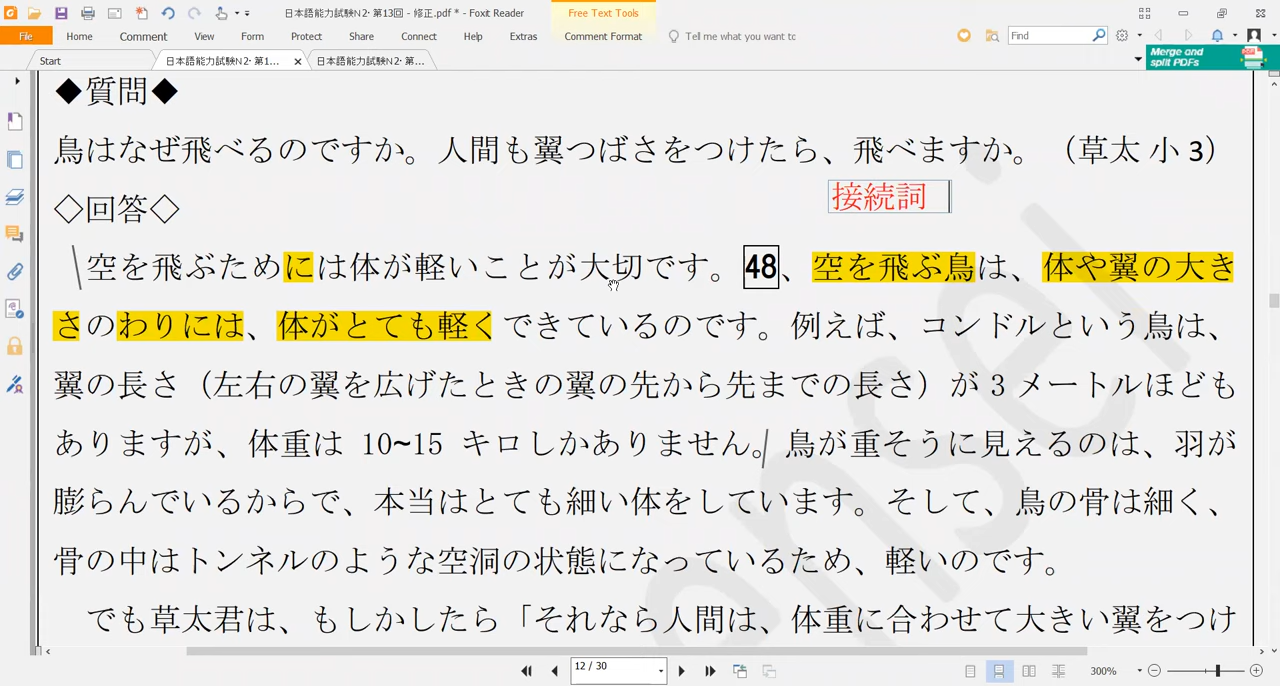 日本語能力試験N2· 第13回 - 修正.pdf * - Foxit Reader
Free Text Tools
File Home Comment View Form Protect Share Connect Help Extras Comment Format Tell me what you want to Find
Merge and split PDFs
Start 日本語能力試験N2· 第1... 日本語能力試験N2· 第...
◆質問◆
鳥はなぜ飛べるのですか。人間も翼つばさをつけたら、飛べますか。（草太 小 3）
◇回答◇
接続詞
空を飛ぶためには体が軽いことが大切です。48、空を飛ぶ鳥は、体や翼の大き
さのわりには、体がとても軽くできているのです。例えば、コンドルという鳥は、
翼の長さ（左右の翼を広げたときの翼の先から先までの長さ）が 3 メートルほども
ありますが、体重は 10~15 キロしかありません。鳥が重そうに見えるのは、羽が
膨らんでいるからで、本当はとても細い体をしています。そして、鳥の骨は細く、
骨の中はトンネルのような空洞の状態になっているため、軽いのです。
でも草太君は、もしかしたら「それなら人間は、体重に合わせて大きい翼をつけ
12 / 30
300%